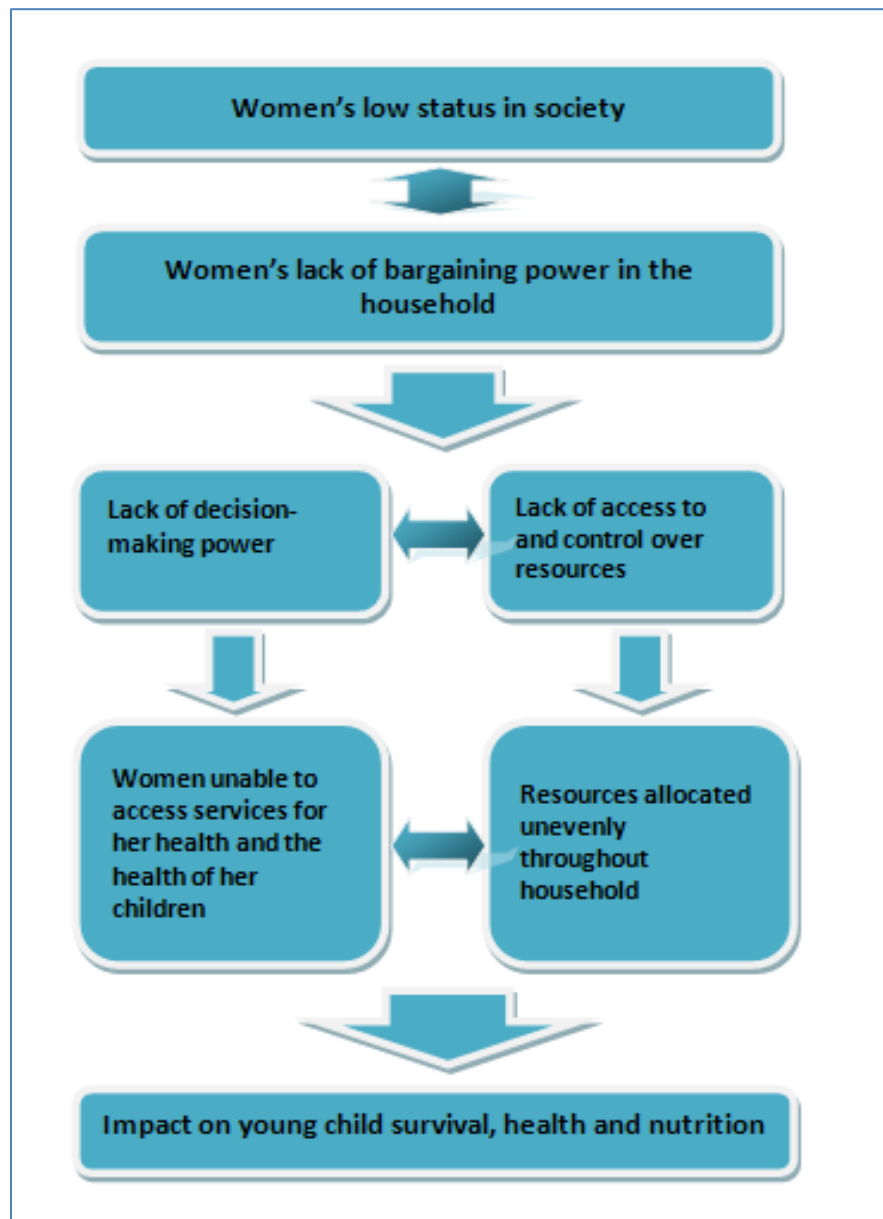 Women’s low status in society
Women’s lack of bargaining power in the
household
Lack of decision-
making power
Lack of access to
and control over
resources
Women unable to
access services for
her health and the
health of her
children
Resources allocated
unevenly
throughout
household
Impact on young child survival, health and nutrition